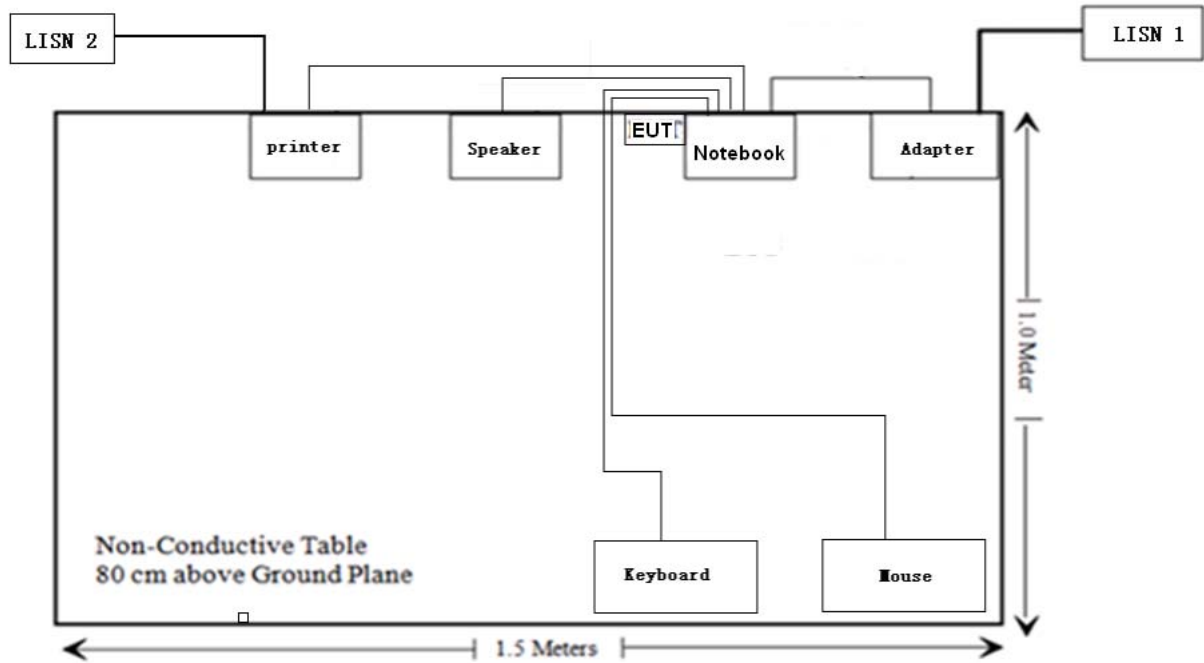 LISN 2
LISN 1
printer
Speaker
EUT
Notebook
Adapter
1.0 Meter
Non-Conductive Table
80 cm above Ground Plane
Keyboard
Mouse
1.5 Meters